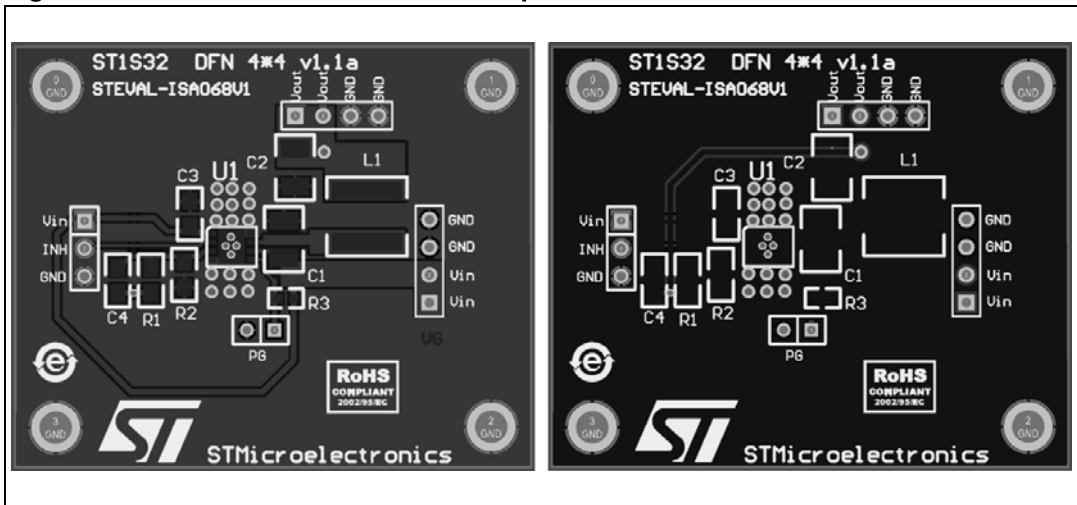 ST1S32 DFN 4*4 v1.1a
STEVAL-ISA068V1
0 GND
1 GND
Vout Vout GND GND
U1
C2
L1
C3
Vin
INH
GND
GND
GND
Vin
Vin
C1
C4
R1
R2
R3
PG
VG
e
RoHS
COMPLIANT
2002/95/EC
3 GND
2 GND
ST
STMicroelectronics
ST1S32 DFN 4*4 v1.1a
STEVAL-ISA068V1
0 GND
1 GND
Vout Vout GND GND
U1
C2
L1
C3
Vin
INH
GND
GND
GND
Vin
Vin
C1
C4
R1
R2
R3
PG
e
RoHS
COMPLIANT
2002/95/EC
3 GND
2 GND
ST
STMicroelectronics